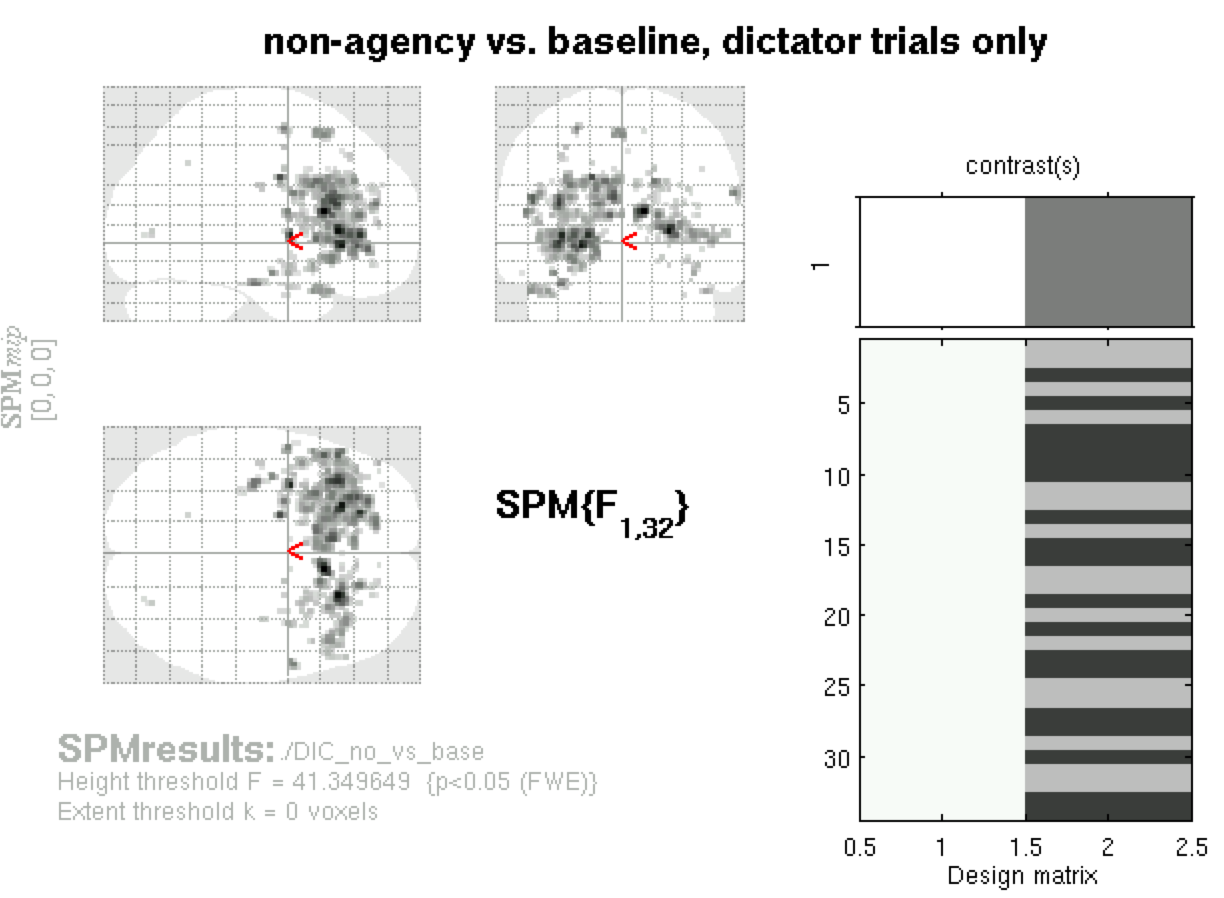 non-agency vs. baseline, dictator trials only
contrast(s)
1
SPMmip
[0, 0, 0]
<
<
<
SPM{F1,32}
5
10
15
20
25
30
0.5 1 1.5 2 2.5
Design matrix
SPMresults: ./DIC_no_vs_base
Height threshold F = 41.349649 {p<0.05 (FWE)}
Extent threshold k = 0 voxels